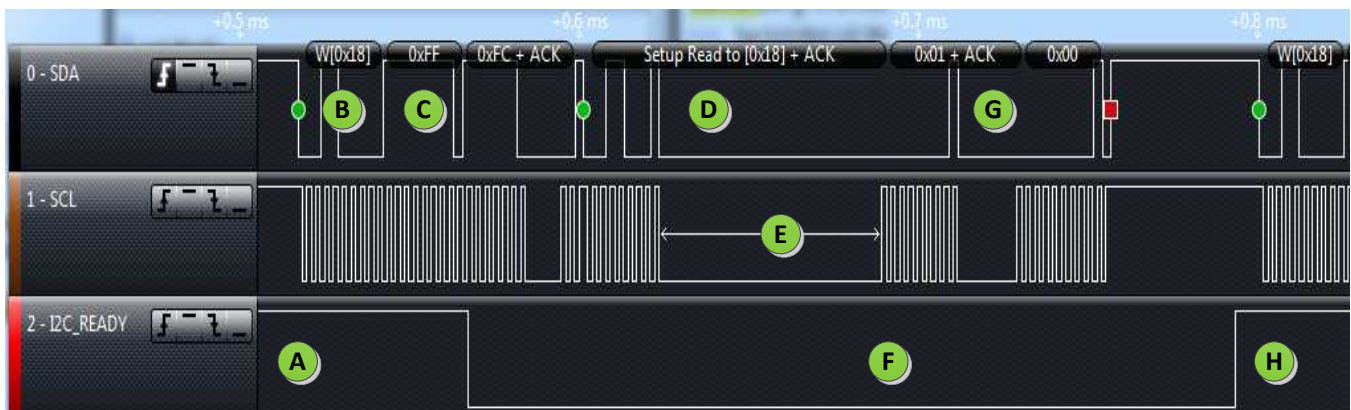 +0.5 ms +0.6 ms +0.7 ms +0.8 ms
W[0x18] 0xFF 0xFC + ACK Setup Read to [0x18] + ACK 0x01 + ACK 0x00 W[0x18]
0 - SDA
B C D G
1 - SCL
E
2 - I2C_READY
A F H